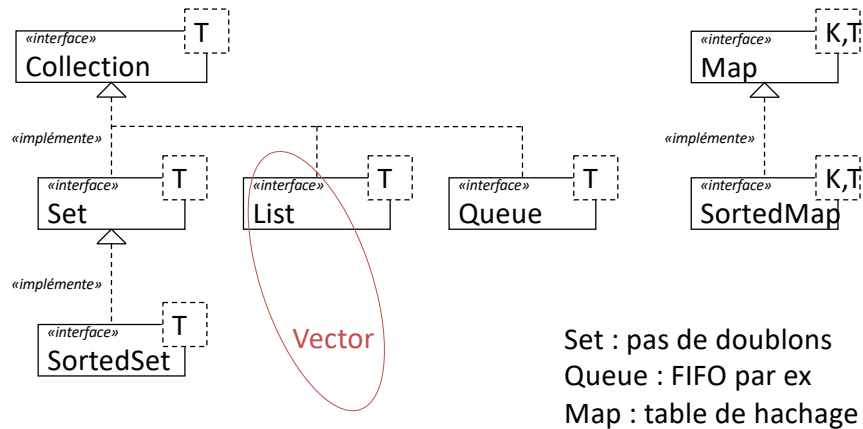 «interface»
T
Collection
«interface»
K,T
Map
«implémente»
«implémente»
«interface»
T
Set
«interface»
T
List
«interface»
T
Queue
«interface»
K,T
SortedMap
«implémente»
«interface»
T
SortedSet
Vector
Set : pas de doublons
Queue : FIFO par ex
Map : table de hachage